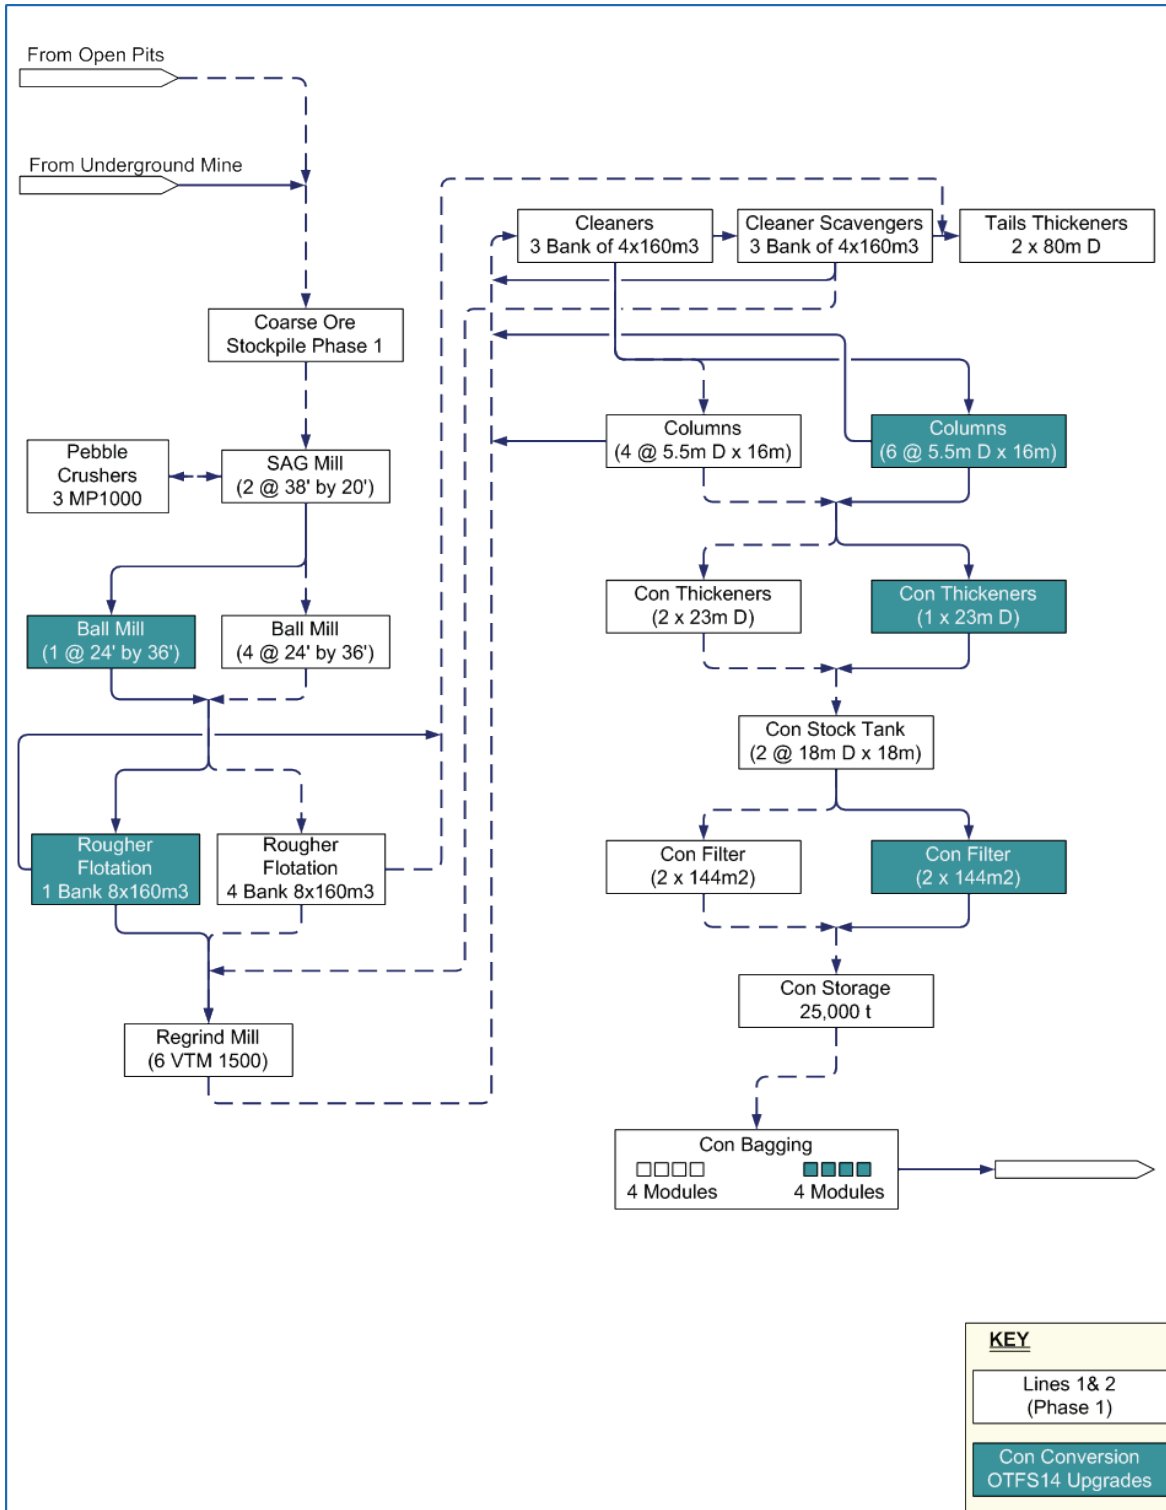 From Open Pits
From Underground Mine
Coarse Ore
Stockpile Phase 1
Pebble
Crushers
3 MP1000
SAG Mill
(2 @ 38' by 20')
Ball Mill
(1 @ 24' by 36')
Ball Mill
(4 @ 24' by 36')
Rougher
Flotation
1 Bank 8x160m3
Rougher
Flotation
4 Bank 8x160m3
Regrind Mill
(6 VTM 1500)
Cleaners
3 Bank of 4x160m3
Cleaner Scavengers
3 Bank of 4x160m3
Tails Thickeners
2 x 80m D
Columns
(4 @ 5.5m D x 16m)
Columns
(6 @ 5.5m D x 16m)
Con Thickeners
(2 x 23m D)
Con Thickeners
(1 x 23m D)
Con Stock Tank
(2 @ 18m D x 18m)
Con Filter
(2 x 144m2)
Con Filter
(2 x 144m2)
Con Storage
25,000 t
Con Bagging
4 Modules
4 Modules
KEY
Lines 1& 2
(Phase 1)
Con Conversion
OTFS14 Upgrades